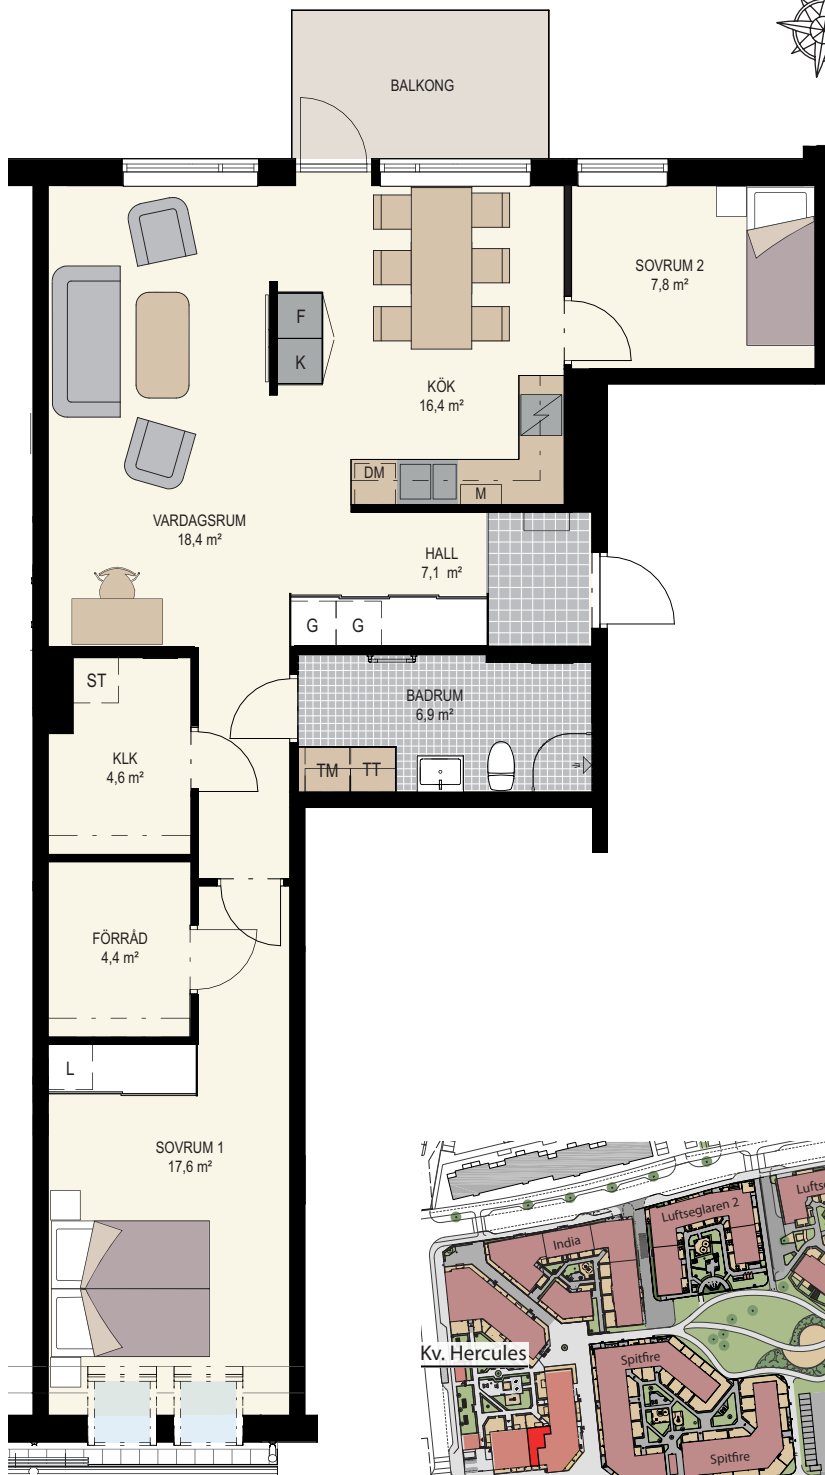 BALKONG
SOVRUM 2
7,8 m²
F
K
KÖK
16,4 m²
DM
M
VARDAGSRUM
18,4 m²
HALL
7,1 m²
G G
ST
BADRUM
6,9 m²
KLK
4,6 m²
TM TT
FÖRRÅD
4,4 m²
L
SOVRUM 1
17,6 m²
Luftseglaren 2
Luftse
India
Kv. Hercules
Spitfire
Spitfire